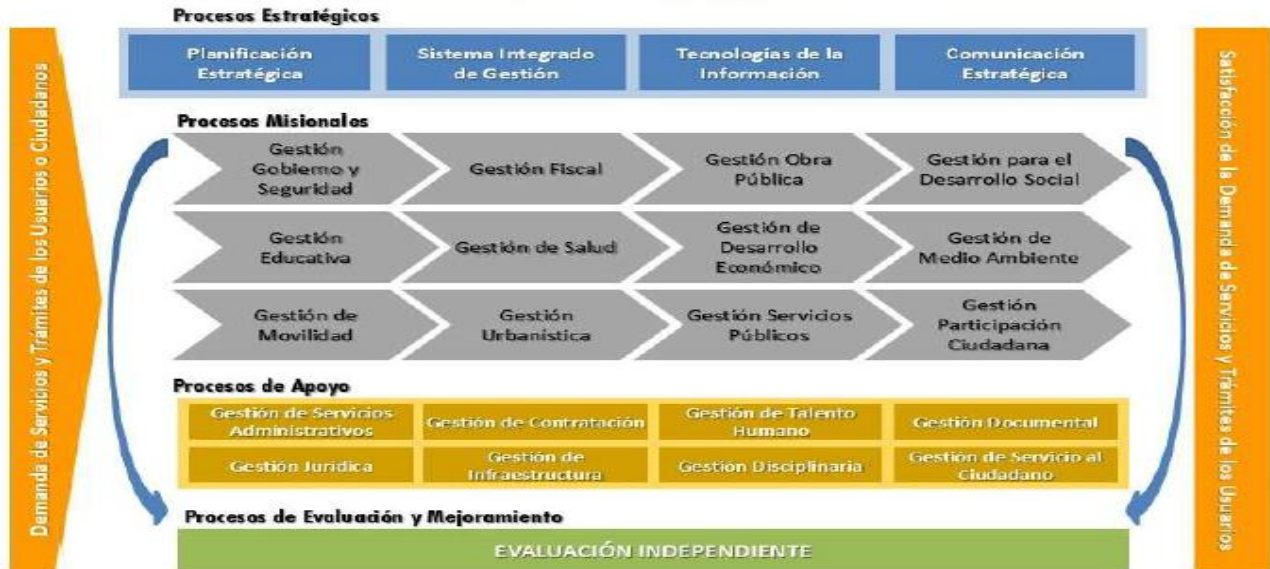 Procesos Estratégicos
Planificación
Estratégica
Sistema Integrado
de Gestión
Tecnologías de la
Información
Comunicación
Estratégica
Procesos Misionales
Gestión
Gobierno y
Seguridad
Gestión Fiscal
Gestión Obra
Pública
Gestión para el
Desarrollo Social
Gestión
Educativa
Gestión de Salud
Gestión de
Desarrollo
Económico
Gestión de
Medio Ambiente
Gestión de
Movilidad
Gestión
Urbanística
Gestión Servicios
Públicos
Gestión
Participación
Ciudadana
Procesos de Apoyo
Gestión de Servicios
Administrativos
Gestión de Contratación
Gestión de Talento
Humano
Gestión Documental
Gestión Jurídica
Gestión de
Infraestructura
Gestión Disciplinaria
Gestión de Servicio al
Ciudadano
Procesos de Evaluación y Mejoramiento
EVALUACIÓN INDEPENDIENTE
Demanda de Servicios y Trámites de los Usuarios o Ciudadanos
Satisfacción de la Demanda de Servicios y Trámites de los Usuarios